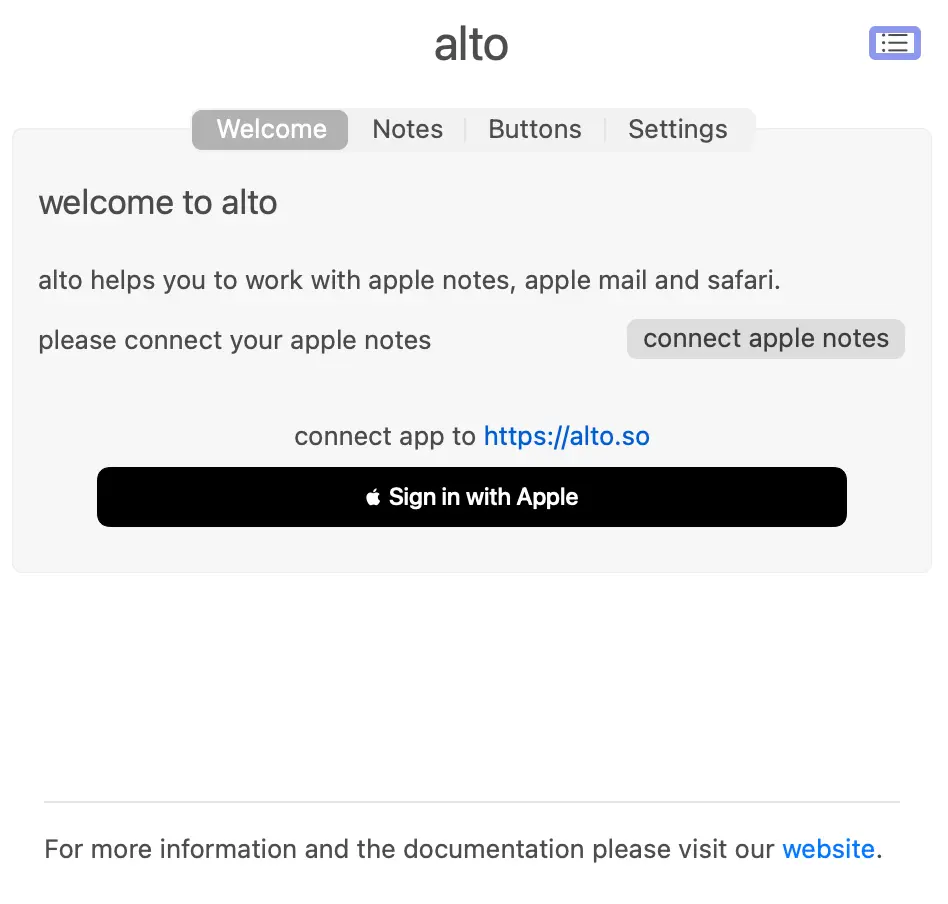 alto
Welcome Notes Buttons Settings
welcome to alto
alto helps you to work with apple notes, apple mail and safari.
please connect your apple notes connect apple notes
connect app to https://alto.so
Sign in with Apple
For more information and the documentation please visit our website.